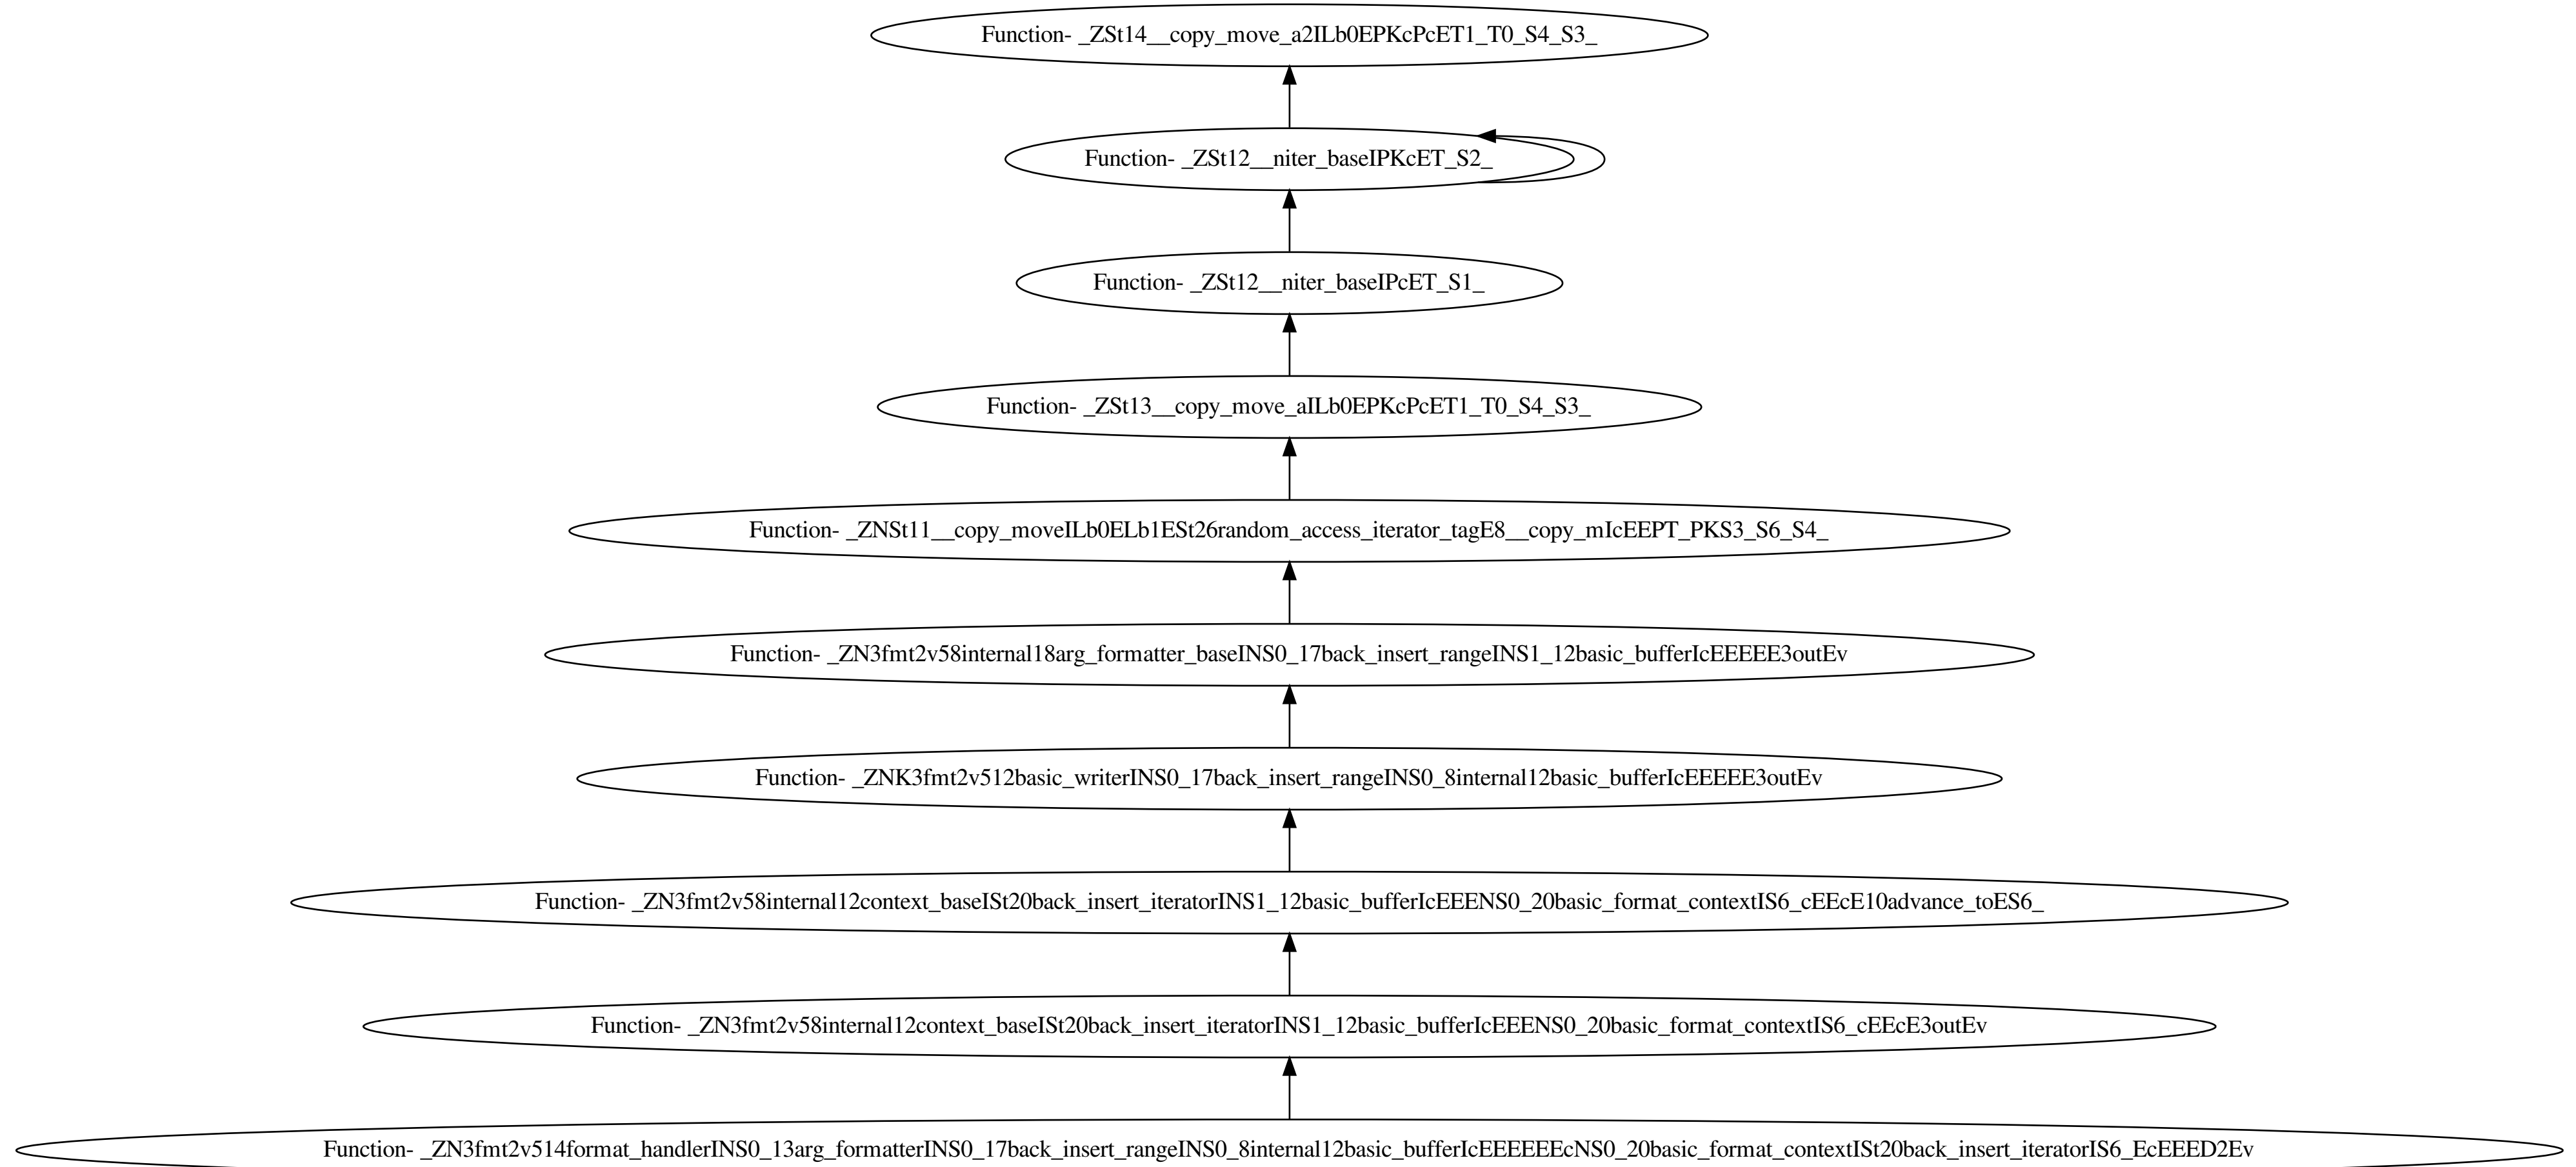 Function- _ZSt14__copy_move_a2ILb0EPKcPcET1_T0_S4_S3_
Function- _ZSt12__niter_baseIPKcET_S2_
Function- _ZSt12__niter_baseIPcET_S1_
Function- _ZSt13__copy_move_aILb0EPKcPcET1_T0_S4_S3_
Function- _ZNSt11__copy_moveILb0ELb1ESt26random_access_iterator_tagE8__copy_mIcEEPT_PKS3_S6_S4_
Function- _ZN3fmt2v58internal18arg_formatter_baseINS0_17back_insert_rangeINS1_12basic_bufferIcEEEEE3outEv
Function- _ZNK3fmt2v512basic_writerINS0_17back_insert_rangeINS0_8internal12basic_bufferIcEEEEE3outEv
Function- _ZN3fmt2v58internal12context_baseISt20back_insert_iteratorINS1_12basic_bufferIcEEENS0_20basic_format_contextIS6_cEEcE10advance_toES6_
Function- _ZN3fmt2v58internal12context_baseISt20back_insert_iteratorINS1_12basic_bufferIcEEENS0_20basic_format_contextIS6_cEEcE3outEv
Function- _ZN3fmt2v514format_handlerINS0_13arg_formatterINS0_17back_insert_rangeINS0_8internal12basic_bufferIcEEEEEEcNS0_20basic_format_contextISt20back_insert_iteratorIS6_EcEEED2Ev